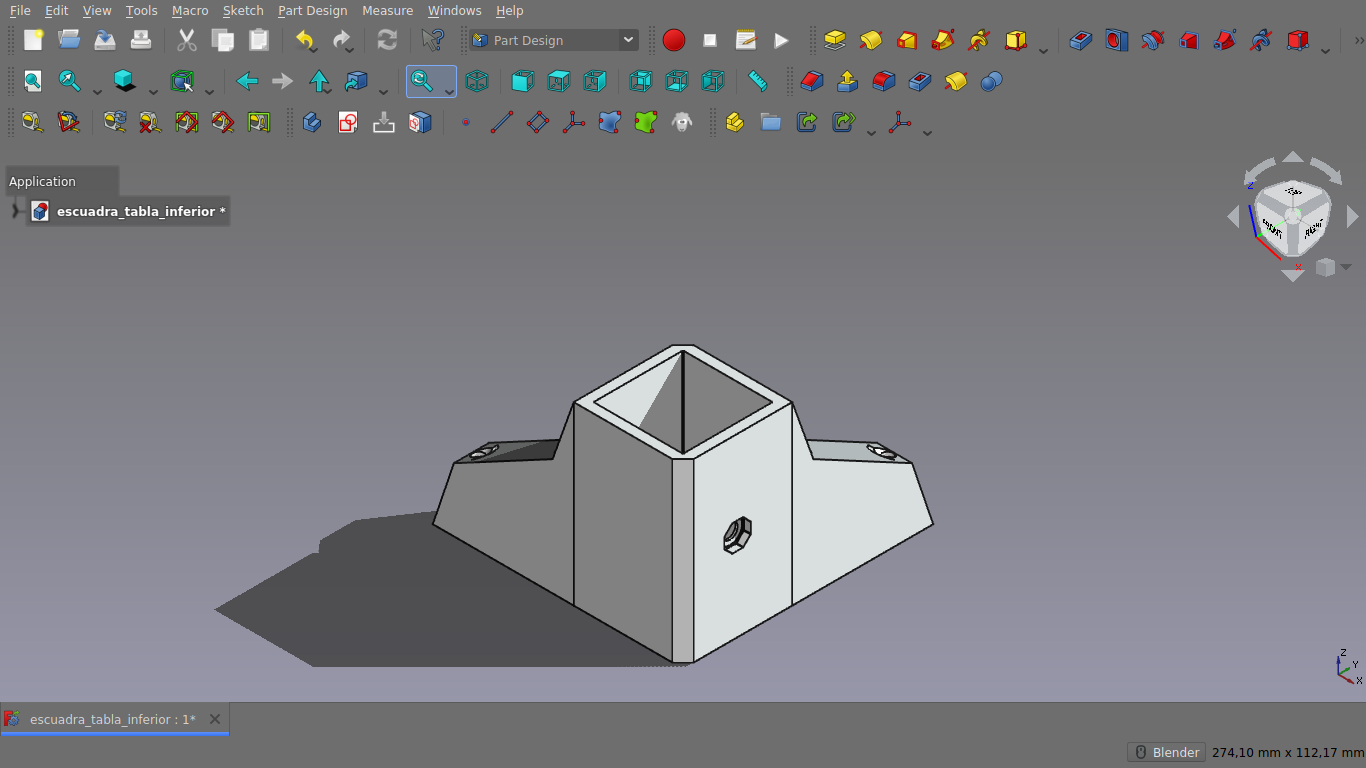 File Edit View Tools Macro Sketch Part Design Measure Windows Help
Part Design
Application
escuadra_tabla_inferior *
Z
X
Z
Y
X
escuadra_tabla_inferior : 1*
Blender 274,10 mm x 112,17 mm